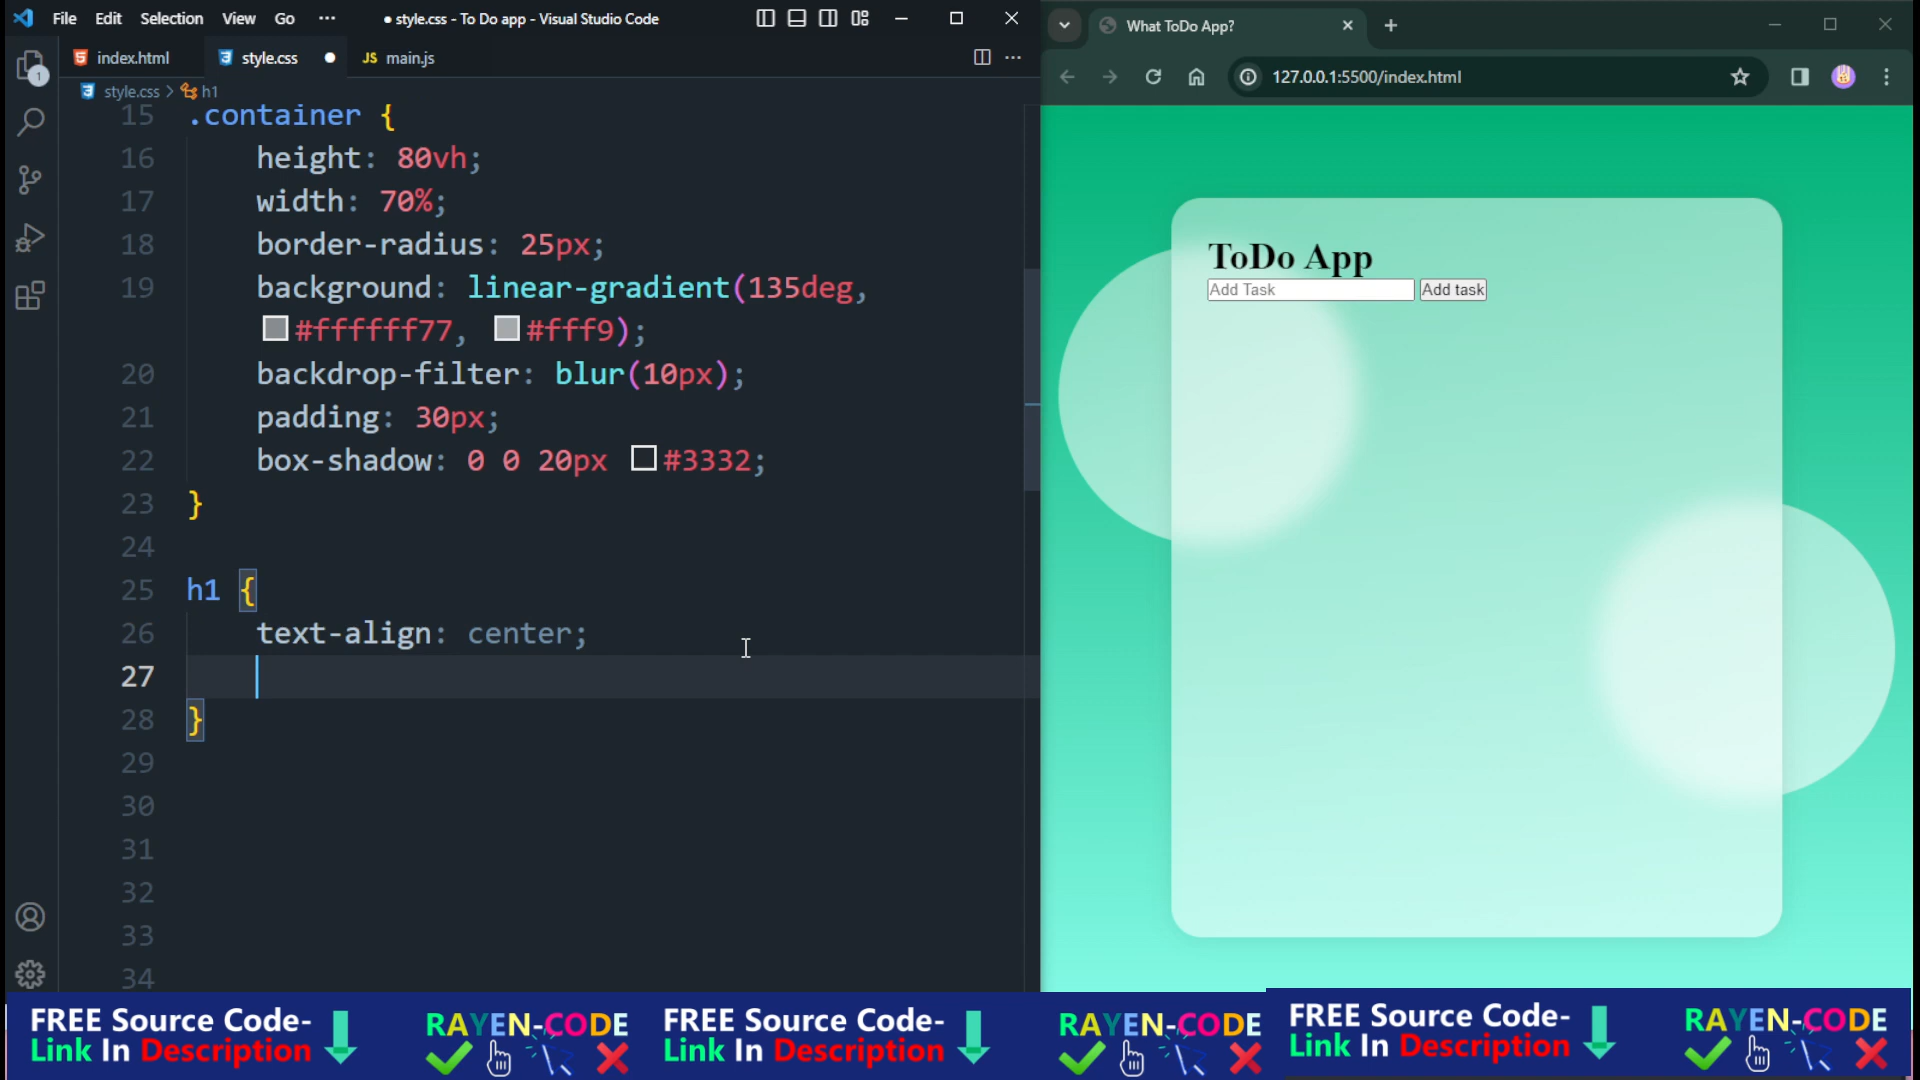 File Edit Selection View Go ··· ● style.css - To Do app - Visual Studio Code
index.html style.css ● JS main.js ···
style.css > h1
15 .container {
16 height: 80vh;
17 width: 70%;
18 border-radius: 25px;
19 background: linear-gradient(135deg,
#ffffff77, #fff9);
20 backdrop-filter: blur(10px);
21 padding: 30px;
22 box-shadow: 0 0 20px #3332;
23 }
24
25 h1 {
26 text-align: center;
27
28 }
29
30
31
32
33
34
1
What ToDo App?
127.0.0.1:5500/index.html
ToDo App
Add Task Add task
FREE Source Code-
Link In Description
RAYEN-CODE
FREE Source Code-
Link In Description
RAYEN-CODE
FREE Source Code-
Link In Description
RAYEN-CODE